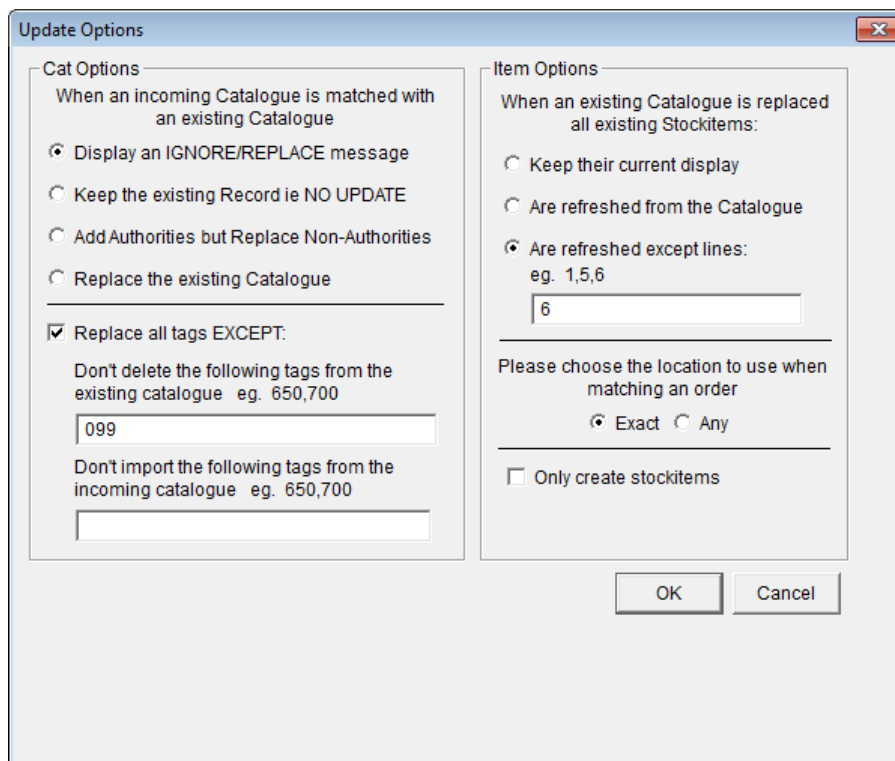 Update Options
Cat Options
When an incoming Catalogue is matched with
an existing Catalogue
Display an IGNORE/REPLACE message
Keep the existing Record ie NO UPDATE
Add Authorities but Replace Non-Authorities
Replace the existing Catalogue
Replace all tags EXCEPT:
Don't delete the following tags from the
existing catalogue eg. 650,700
099
Don't import the following tags from the
incoming catalogue eg. 650,700
Item Options
When an existing Catalogue is replaced
all existing Stockitems:
Keep their current display
Are refreshed from the Catalogue
Are refreshed except lines:
eg. 1,5,6
6
Please choose the location to use when
matching an order
Exact Any
Only create stockitems
OK Cancel